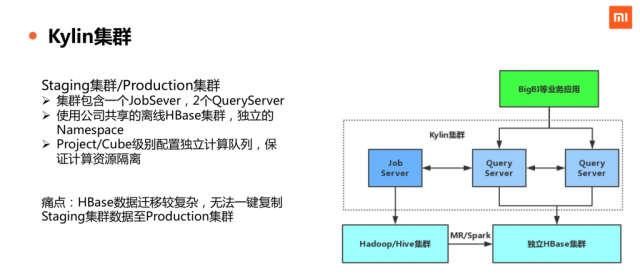 mi
Kylin集群
Staging集群/Production集群
集群包含一个JobSever，2个QueryServer
使用公司共享的离线HBase集群，独立的
Namespace
Project/Cube级别配置独立计算队列，保
证计算资源隔离
痛点：HBase数据迁移较复杂，无法一键复制
Staging集群数据至Production集群
BigBI等业务应用
Kylin集群
Job
Server
Query
Server
Query
Server
Hadoop/Hive集群
MR/Spark
独立HBase集群